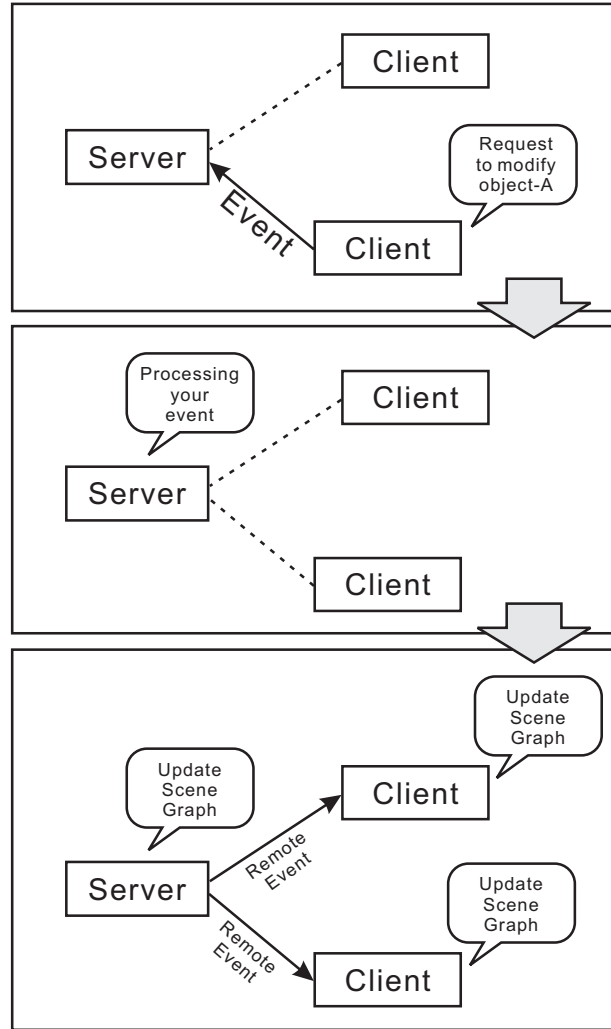 Client
Server
Request
to modify
object-A
Event
Client
Processing
your
event
Client
Server
Client
Update
Scene
Graph
Update
Scene
Graph
Client
Remote
Event
Server
Update
Scene
Graph
Remote
Event
Client